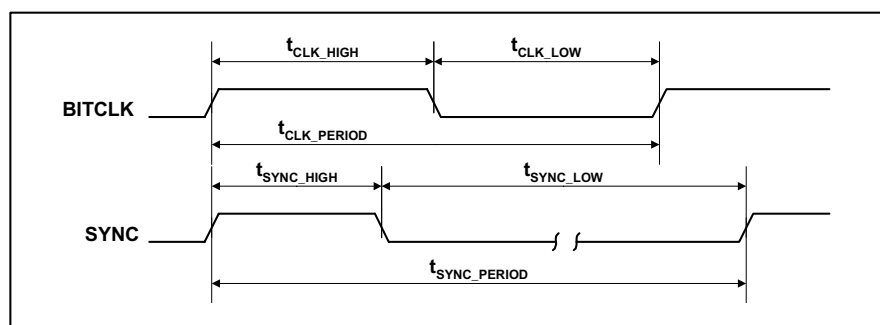 tCLK_HIGH tCLK_LOW
BITCLK
tCLK_PERIOD
tSYNC_HIGH tSYNC_LOW
SYNC
tSYNC_PERIOD